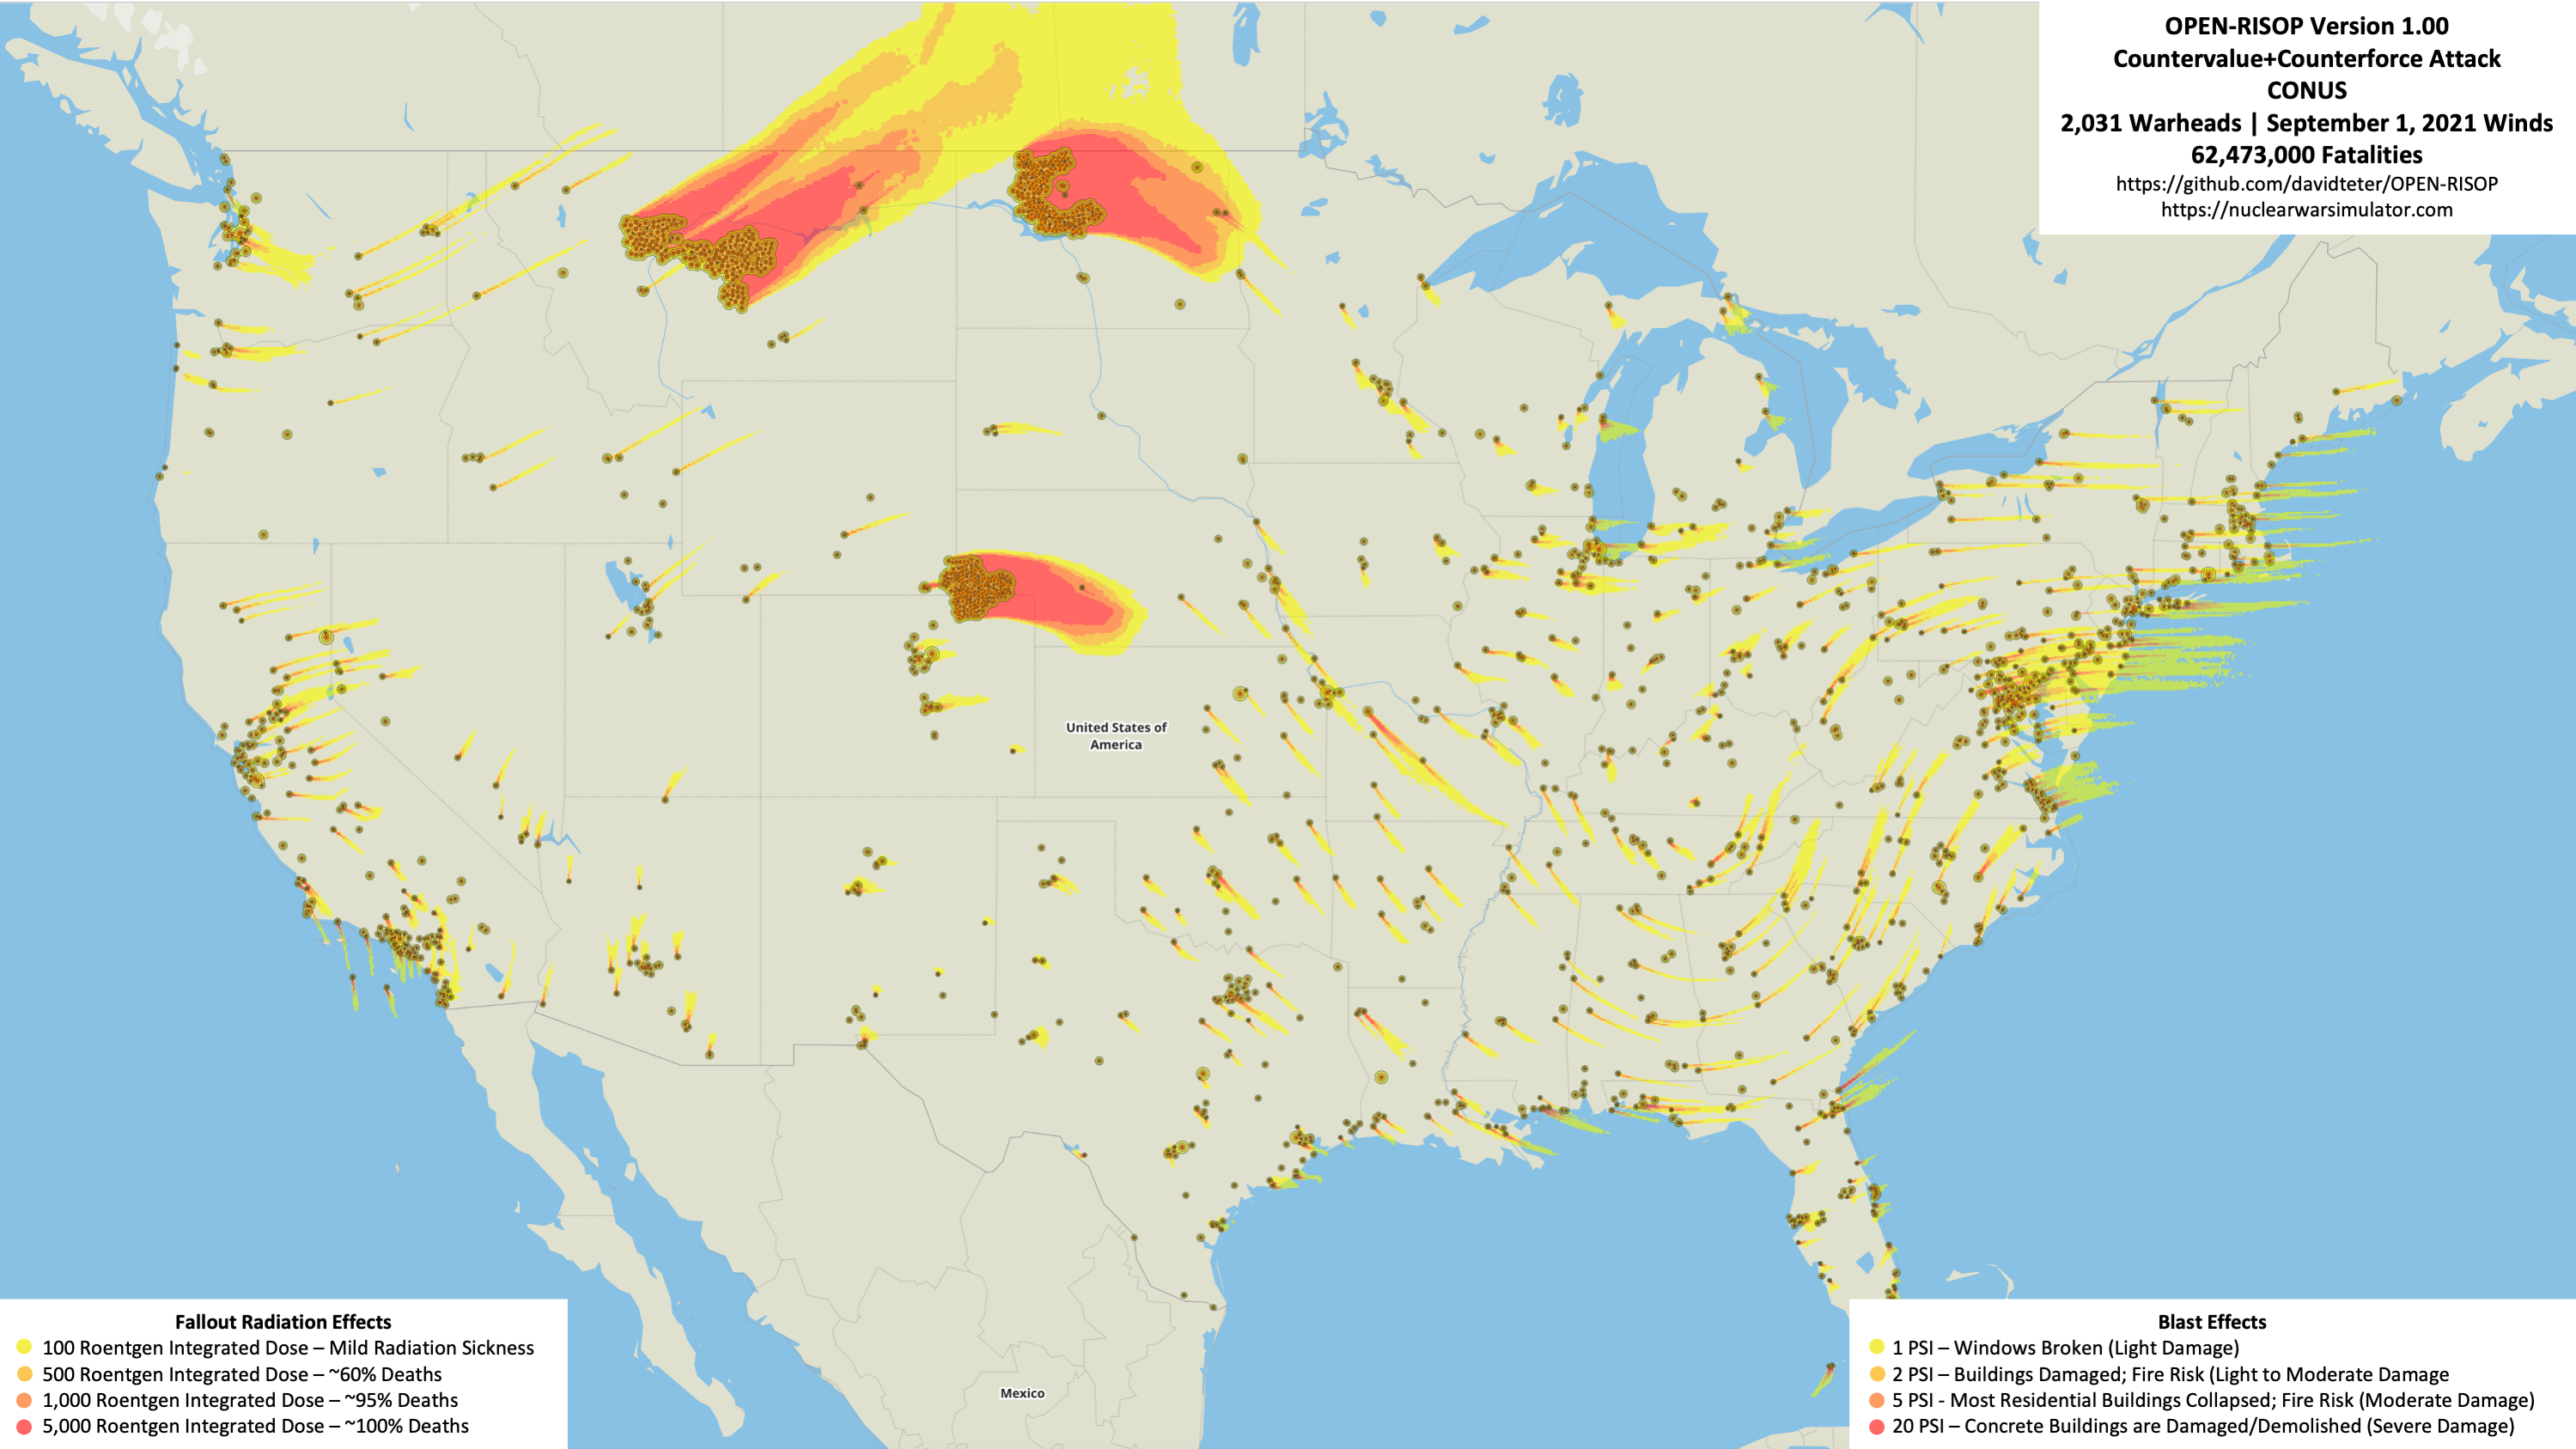 OPEN-RISOP Version 1.00
Countervalue+Counterforce Attack
CONUS
2,031 Warheads | September 1, 2021 Winds
62,473,000 Fatalities
https://github.com/davidteter/OPEN-RISOP
https://nuclearwarsimulator.com
United States of
America
Mexico
Fallout Radiation Effects
100 Roentgen Integrated Dose – Mild Radiation Sickness
500 Roentgen Integrated Dose – ~60% Deaths
1,000 Roentgen Integrated Dose – ~95% Deaths
5,000 Roentgen Integrated Dose – ~100% Deaths
Blast Effects
1 PSI – Windows Broken (Light Damage)
2 PSI – Buildings Damaged; Fire Risk (Light to Moderate Damage
5 PSI - Most Residential Buildings Collapsed; Fire Risk (Moderate Damage)
20 PSI – Concrete Buildings are Damaged/Demolished (Severe Damage)